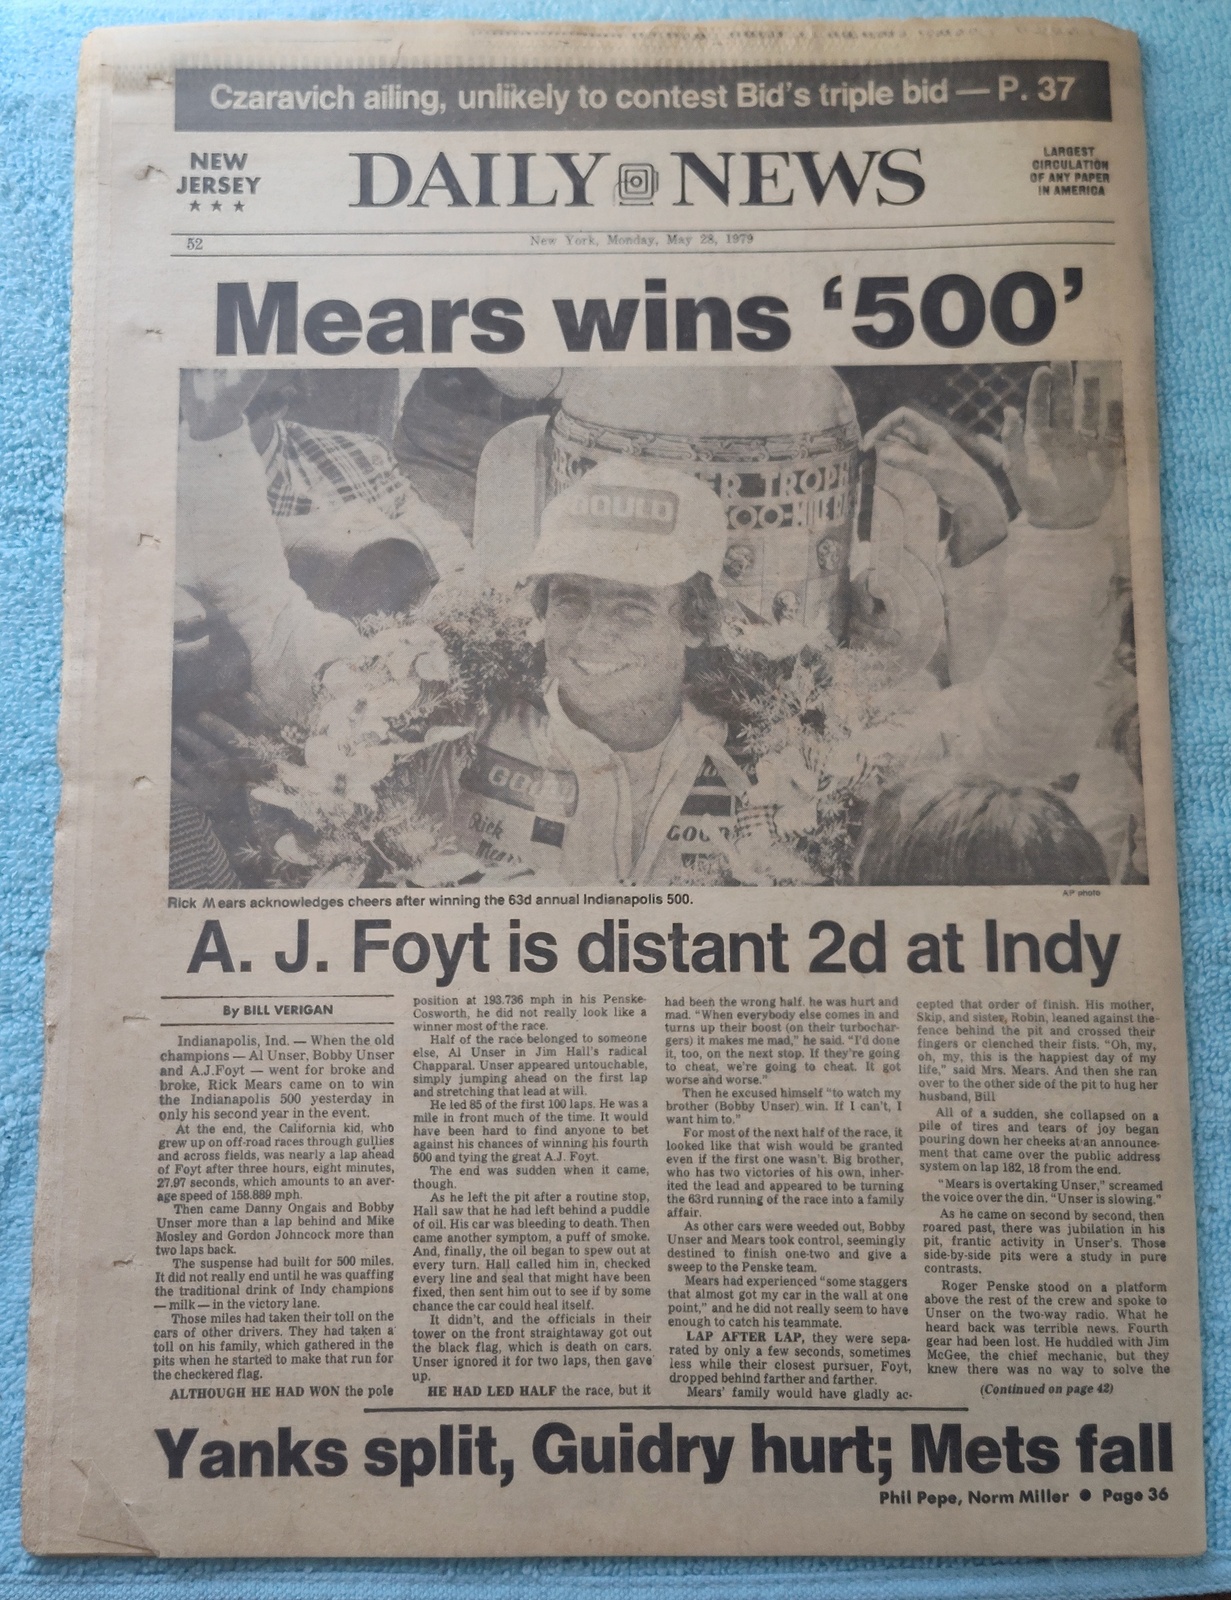 Czaravich ailing, unlikely to contest Bid's triple bid — P. 37
NEW
JERSEY
★ ★ ★
DAILY NEWS
LARGEST
CIRCULATION
OF ANY PAPER
IN AMERICA
52
New York, Monday, May 28, 1979
Mears wins '500'
ER TROPH
500-MILE
GOULD
GOULD
Rick
Mears
GOU
AP photo
Rick Mears acknowledges cheers after winning the 63d annual Indianapolis 500.
A. J. Foyt is distant 2d at Indy
By BILL VERIGAN
Indianapolis, Ind. — When the old
champions — Al Unser, Bobby Unser
and A.J.Foyt — went for broke and
broke, Rick Mears came on to win
the Indianapolis 500 yesterday in
only his second year in the event.
At the end, the California kid, who
grew up on off-road races through gullies
and across fields, was nearly a lap ahead
of Foyt after three hours, eight minutes,
27.97 seconds, which amounts to an aver-
age speed of 158.889 mph.
Then came Danny Ongais and Bobby
Unser more than a lap behind and Mike
Mosley and Gordon Johncock more than
two laps back.
The suspense had built for 500 miles.
It did not really end until he was quaffing
the traditional drink of Indy champions
— milk — in the victory lane.
Those miles had taken their toll on the
cars of other drivers. They had taken a
toll on his family, which gathered in the
pits when he started to make that run for
the checkered flag.
ALTHOUGH HE HAD WON the pole
position at 193.736 mph in his Penske-
Cosworth, he did not really look like a
winner most of the race.
Half of the race belonged to someone
else, Al Unser in Jim Hall's radical
Chapparal. Unser appeared untouchable,
simply jumping ahead on the first lap
and stretching that lead at will.
He led 85 of the first 100 laps. He was a
mile in front much of the time. It would
have been hard to find anyone to bet
against his chances of winning his fourth
500 and tying the great A.J. Foyt.
The end was sudden when it came,
though.
As he left the pit after a routine stop,
Hall saw that he had left behind a puddle
of oil. His car was bleeding to death. Then
came another symptom, a puff of smoke.
And, finally, the oil began to spew out at
every turn. Hall called him in, checked
every line and seal that might have been
fixed, then sent him out to see if by some
chance the car could heal itself.
It didn't, and the officials in their
tower on the front straightaway got out
the black flag, which is death on cars.
Unser ignored it for two laps, then gave
up.
HE HAD LED HALF the race, but it
had been the wrong half. he was hurt and
mad. "When everybody else comes in and
turns up their boost (on their turbochar-
gers) it makes me mad," he said. "I'd done
it, too, on the next stop. If they're going
to cheat, we're going to cheat. It got
worse and worse."
Then he excused himself "to watch my
brother (Bobby Unser) win. If I can't, I
want him to."
For most of the next half of the race, it
looked like that wish would be granted
even if the first one wasn't. Big brother,
who has two victories of his own, inher-
ited the lead and appeared to be turning
the 63rd running of the race into a family
affair.
As other cars were weeded out, Bobby
Unser and Mears took control, seemingly
destined to finish one-two and give a
sweep to the Penske team.
Mears had experienced "some staggers
that almost got my car in the wall at one
point," and he did not really seem to have
enough to catch his teammate.
LAP AFTER LAP, they were sepa-
rated by only a few seconds, sometimes
less while their closest pursuer, Foyt,
dropped behind farther and farther.
Mears' family would have gladly ac-
cepted that order of finish. His mother,
Skip, and sister, Robin, leaned against the
fence behind the pit and crossed their
fingers or clenched their fists. "Oh, my,
oh, my, this is the happiest day of my
life," said Mrs. Mears. And then she ran
over to the other side of the pit to hug her
husband, Bill
All of a sudden, she collapsed on a
pile of tires and tears of joy began
pouring down her cheeks at an announce-
ment that came over the public address
system on lap 182, 18 from the end.
"Mears is overtaking Unser," screamed
the voice over the din. "Unser is slowing."
As he came on second by second, then
roared past, there was jubilation in his
pit, frantic activity in Unser's. Those
side-by-side pits were a study in pure
contrasts.
Roger Penske stood on a platform
above the rest of the crew and spoke to
Unser on the two-way radio. What he
heard back was terrible news. Fourth
gear had been lost. He huddled with Jim
McGee, the chief mechanic, but they
knew there was no way to solve the
(Continued on page 42)
Yanks split, Guidry hurt; Mets fall
Phil Pepe, Norm Miller ● Page 36